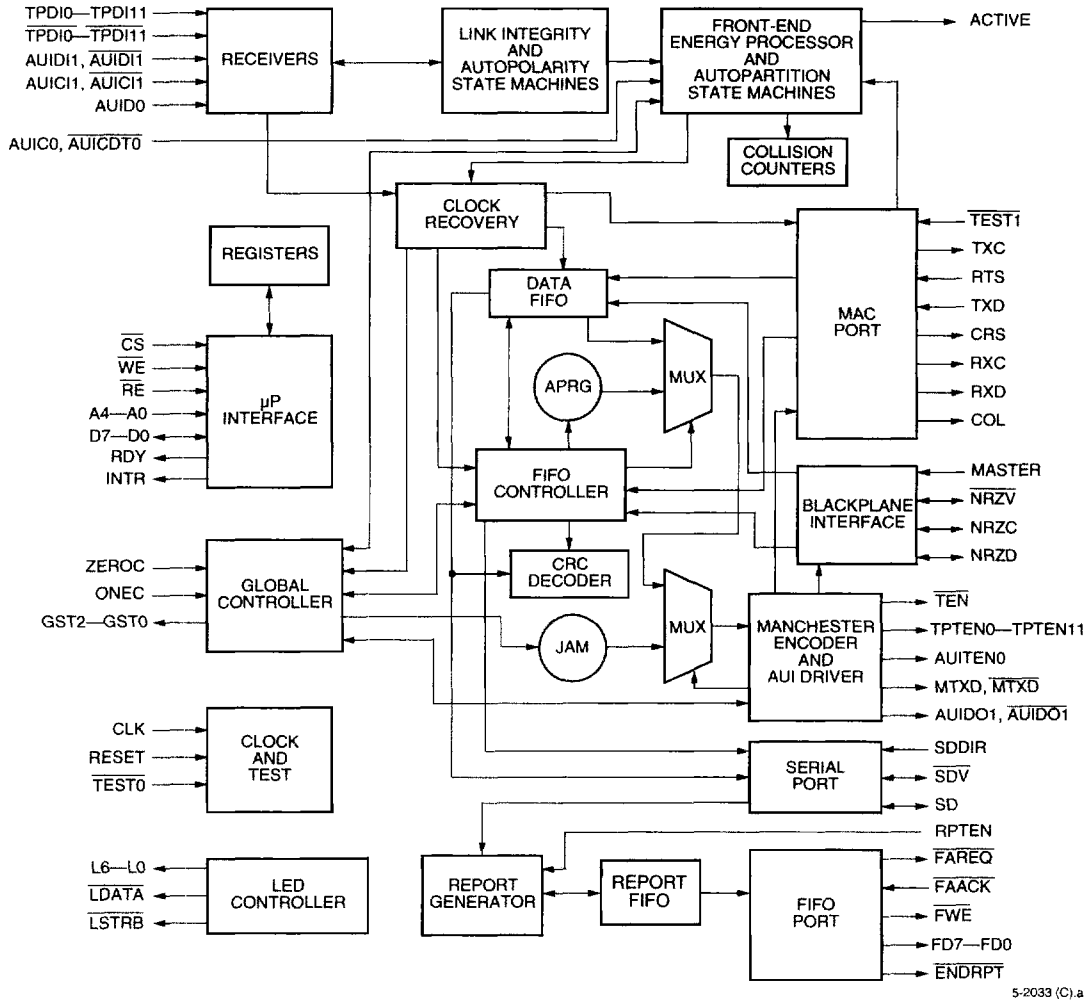 TPDI0—TPDI11
TPDI0—TPDI11
AUIDI1, AUIDI1
AUICI1, AUICI1
AUID0
AUIC0, AUICDT0
RECEIVERS
LINK INTEGRITY
AND
AUTOPOLARITY
STATE MACHINES
FRONT-END
ENERGY PROCESSOR
AND
AUTOPARTITION
STATE MACHINES
ACTIVE
COLLISION
COUNTERS
CLOCK
RECOVERY
REGISTERS
DATA
FIFO
MAC
PORT
TEST1
TXC
RTS
TXD
CRS
RXC
RXD
COL
CS
WE
RE
A4—A0
D7—D0
RDY
INTR
µP
INTERFACE
APRG
MUX
FIFO
CONTROLLER
BLACKPLANE
INTERFACE
MASTER
NRZV
NRZC
NRZD
ZEROC
ONEC
GST2—GST0
GLOBAL
CONTROLLER
CRC
DECODER
JAM
MUX
MANCHESTER
ENCODER
AND
AUI DRIVER
TEN
TPTEN0—TPTEN11
AUITEN0
MTXD, MTXD
AUIDO1, AUIDO1
CLK
RESET
TEST0
CLOCK
AND
TEST
SERIAL
PORT
SDDIR
SDV
SD
RPTEN
L6—L0
LDATA
LSTRB
LED
CONTROLLER
REPORT
GENERATOR
REPORT
FIFO
FIFO
PORT
FAREQ
FAACK
FWE
FD7—FD0
ENDRPT
5-2033 (C).a